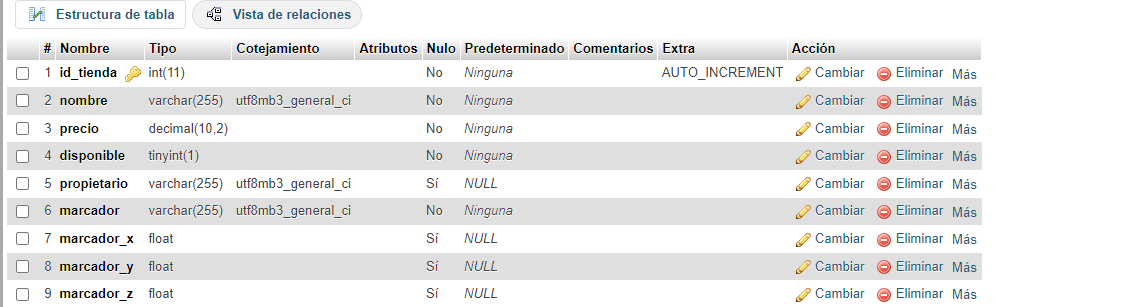 Estructura de tabla Vista de relaciones
# Nombre Tipo Cotejamiento Atributos Nulo Predeterminado Comentarios Extra Acción
1 id_tienda int(11) No Ninguna AUTO_INCREMENT Cambiar Eliminar Más
2 nombre varchar(255) utf8mb3_general_ci No Ninguna Cambiar Eliminar Más
3 precio decimal(10,2) No Ninguna Cambiar Eliminar Más
4 disponible tinyint(1) No Ninguna Cambiar Eliminar Más
5 propietario varchar(255) utf8mb3_general_ci Sí NULL Cambiar Eliminar Más
6 marcador varchar(255) utf8mb3_general_ci No Ninguna Cambiar Eliminar Más
7 marcador_x float Sí NULL Cambiar Eliminar Más
8 marcador_y float Sí NULL Cambiar Eliminar Más
9 marcador_z float Sí NULL Cambiar Eliminar Más